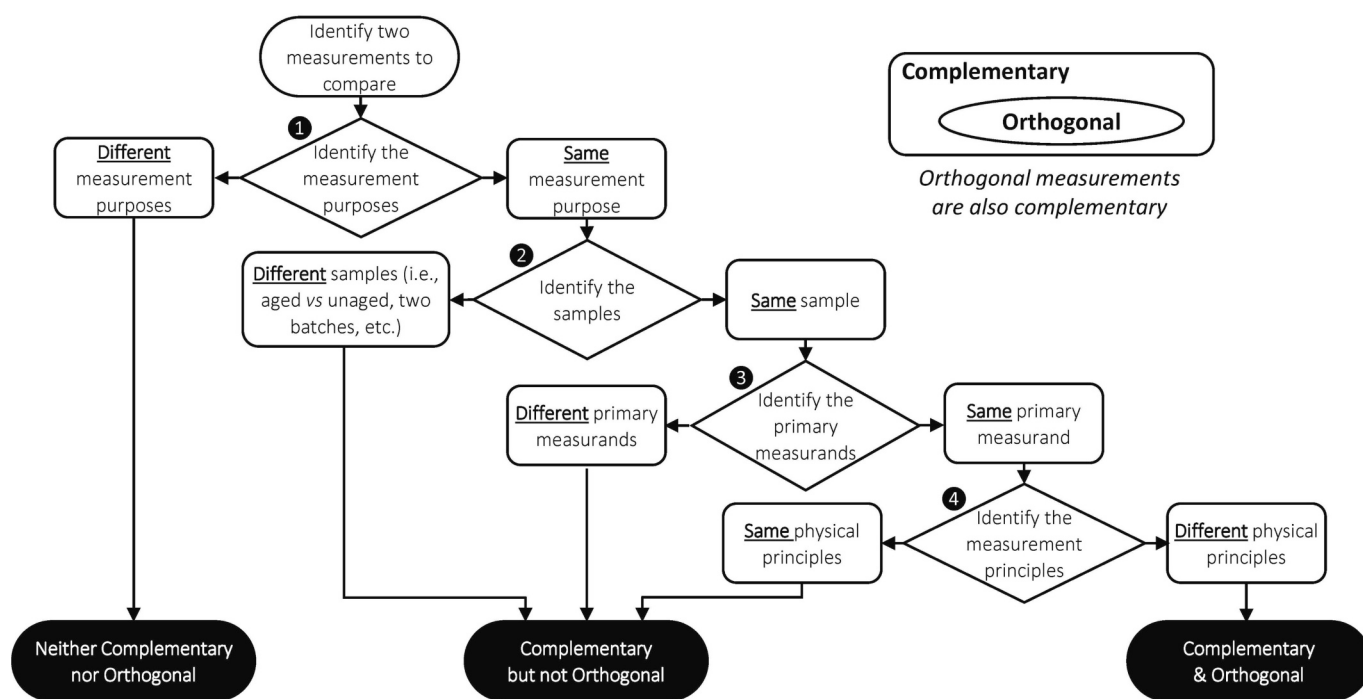 Identify two
measurements to
compare
Complementary
Orthogonal
Orthogonal measurements
are also complementary
1
Different
measurement
purposes
Identify the
measurement
purposes
Same
measurement
purpose
2
Different samples (i.e.,
aged vs unaged, two
batches, etc.)
Identify the
samples
Same sample
3
Different primary
measurands
Identify the
primary
measurands
Same primary
measurand
4
Same physical
principles
Identify the
measurement
principles
Different physical
principles
Neither Complementary
nor Orthogonal
Complementary
but not Orthogonal
Complementary
& Orthogonal